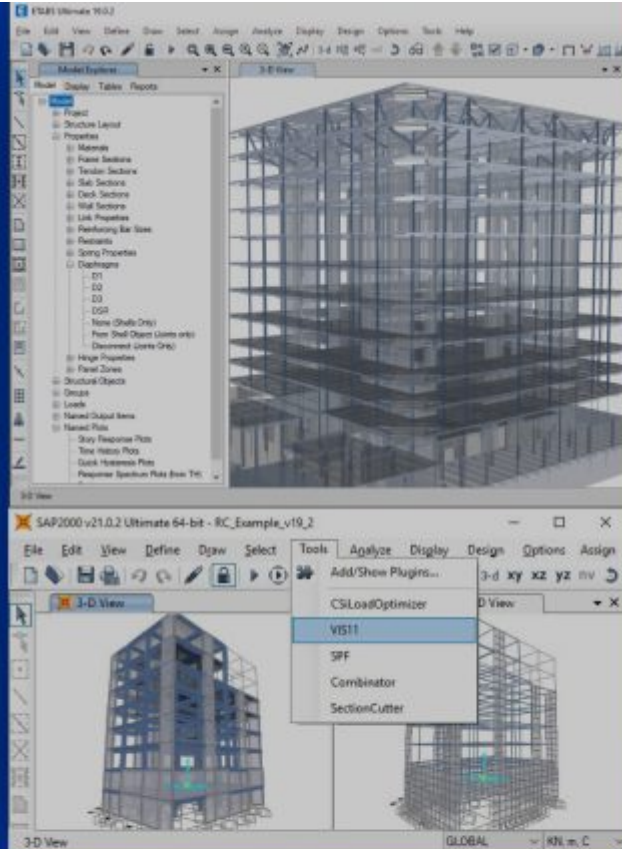 ETABS Ultimate 19.0.2
File Edit View Define Draw Select Assign Analyze Display Design Options Tools Help
Model Explorer
3-D View
Model Display Tables Reports
Model
Project
Structure Layout
Properties
Materials
Frame Sections
Tendon Sections
Slab Sections
Deck Sections
Wall Sections
Link Properties
Reinforcing Bar Sizes
Restraints
Spring Properties
Diaphragms
D1
D2
D3
None (Shells Only)
From Shell Object (Joints only)
Disconnect (Joints Only)
Hinge Properties
Panel Zones
Structural Objects
Groups
Loads
Named Output Items
Named Plots
Story Response Plots
Time History Plots
Quick Hysteresis Plots
Response Spectrum Plots (from TH)
3-D View
SAP2000 v21.0.2 Ultimate 64-bit - RC_Example_v19_2
File Edit View Define Draw Select Tools Analyze Display Design Options Assign
Add/Show Plugins...
3-d xy xz yz nv
3-D View
D View
CSiLoadOptimizer
VIS11
SPF
Combinator
SectionCutter
3-D View
GLOBAL
KN, m, C